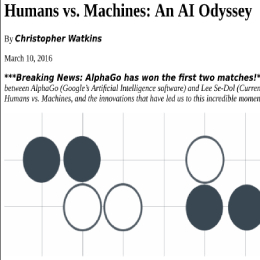 Humans vs. Machines: An AI Odyssey
By Christopher Watkins
March 10, 2016
***Breaking News: AlphaGo has won the first two matches!*
between AlphaGo (Google's Artificial Intelligence software) and Lee Se-Dol (Curren
Humans vs. Machines, and the innovations that have led us to this incredible momen